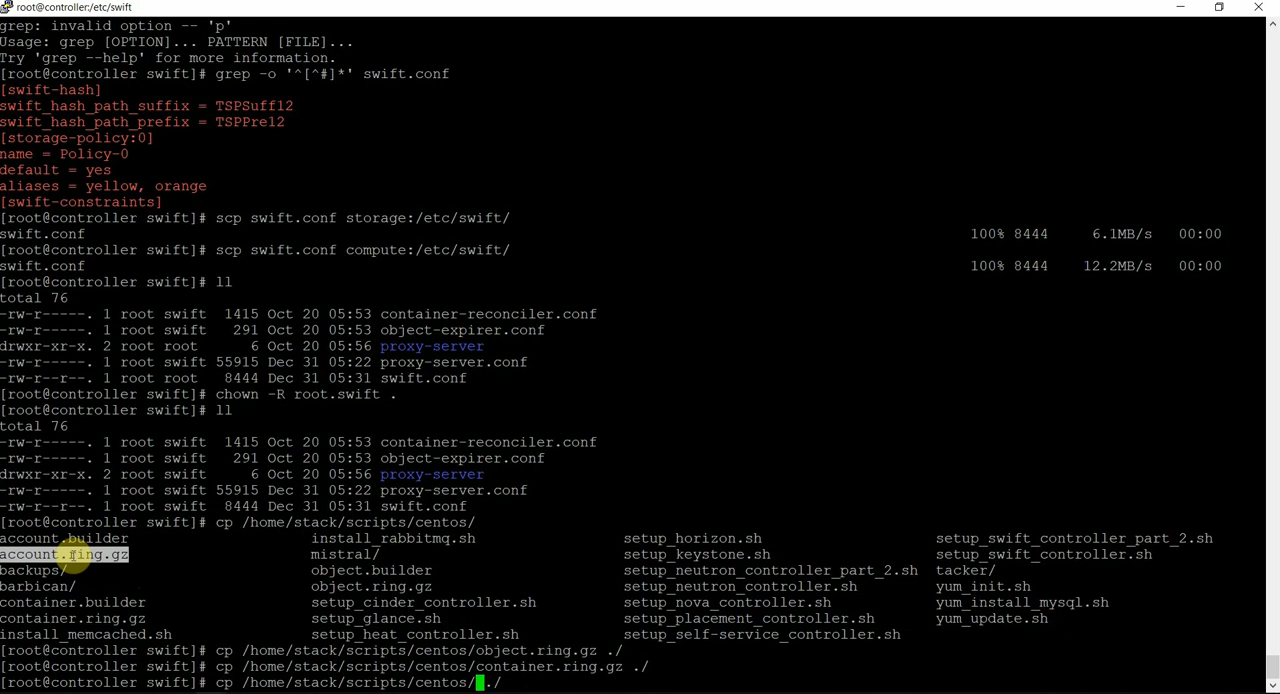 root@controller:/etc/swift
grep: invalid option -- 'p'
Usage: grep [OPTION]... PATTERN [FILE]...
Try 'grep --help' for more information.
[root@controller swift]# grep -o '^[^#]*' swift.conf
[swift-hash]
swift_hash_path_suffix = TSPSuff12
swift_hash_path_prefix = TSPPre12
[storage-policy:0]
name = Policy-0
default = yes
aliases = yellow, orange
[swift-constraints]
[root@controller swift]# scp swift.conf storage:/etc/swift/
swift.conf 100% 8444 6.1MB/s 00:00
[root@controller swift]# scp swift.conf compute:/etc/swift/
swift.conf 100% 8444 12.2MB/s 00:00
[root@controller swift]# ll
total 76
-rw-r-----. 1 root swift 1415 Oct 20 05:53 container-reconciler.conf
-rw-r-----. 1 root swift 291 Oct 20 05:53 object-expirer.conf
drwxr-xr-x. 2 root root 6 Oct 20 05:56 proxy-server
-rw-r-----. 1 root swift 55915 Dec 31 05:22 proxy-server.conf
-rw-r--r--. 1 root root 8444 Dec 31 05:31 swift.conf
[root@controller swift]# chown -R root.swift .
[root@controller swift]# ll
total 76
-rw-r-----. 1 root swift 1415 Oct 20 05:53 container-reconciler.conf
-rw-r-----. 1 root swift 291 Oct 20 05:53 object-expirer.conf
drwxr-xr-x. 2 root swift 6 Oct 20 05:56 proxy-server
-rw-r-----. 1 root swift 55915 Dec 31 05:22 proxy-server.conf
-rw-r--r--. 1 root swift 8444 Dec 31 05:31 swift.conf
[root@controller swift]# cp /home/stack/scripts/centos/
account.builder install_rabbitmq.sh setup_horizon.sh setup_swift_controller_part_2.sh
account.ring.gz mistral/ setup_keystone.sh setup_swift_controller.sh
backups/ object.builder setup_neutron_controller_part_2.sh tacker/
barbican/ object.ring.gz setup_neutron_controller.sh yum_init.sh
container.builder setup_cinder_controller.sh setup_nova_controller.sh yum_install_mysql.sh
container.ring.gz setup_glance.sh setup_placement_controller.sh yum_update.sh
install_memcached.sh setup_heat_controller.sh setup_self-service_controller.sh
[root@controller swift]# cp /home/stack/scripts/centos/object.ring.gz ./
[root@controller swift]# cp /home/stack/scripts/centos/container.ring.gz ./
[root@controller swift]# cp /home/stack/scripts/centos/ ./